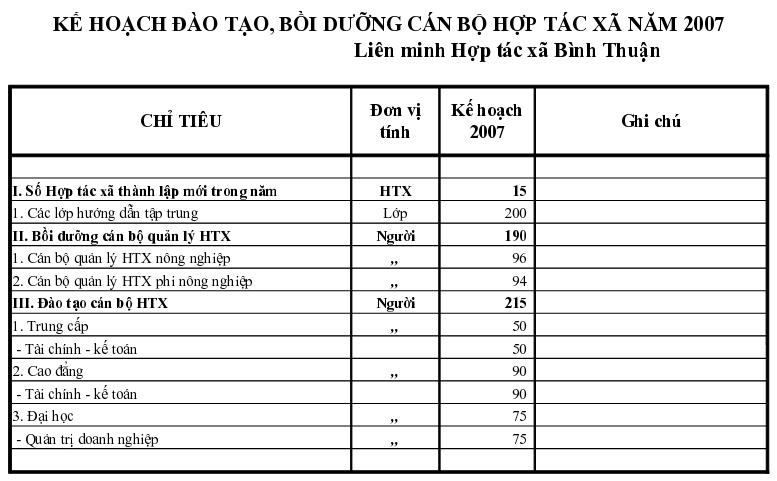 KẾ HOẠCH ĐÀO TẠO, BỒI DƯỠNG CÁN BỘ HỢP TÁC XÃ NĂM 2007
Liên minh Hợp tác xã Bình Thuận
CHỈ TIÊU Đơn vị tính Kế hoạch 2007 Ghi chú
I. Số Hợp tác xã thành lập mới trong năm HTX 15
1. Các lớp hướng dẫn tập trung Lớp 200
II. Bồi dưỡng cán bộ quản lý HTX Người 190
1. Cán bộ quản lý HTX nông nghiệp ,, 96
2. Cán bộ quản lý HTX phi nông nghiệp ,, 94
III. Đào tạo cán bộ HTX Người 215
1. Trung cấp ,, 50
- Tài chính - kế toán 50
2. Cao đẳng ,, 90
- Tài chính - kế toán 90
3. Đại học ,, 75
- Quản trị doanh nghiệp ,, 75